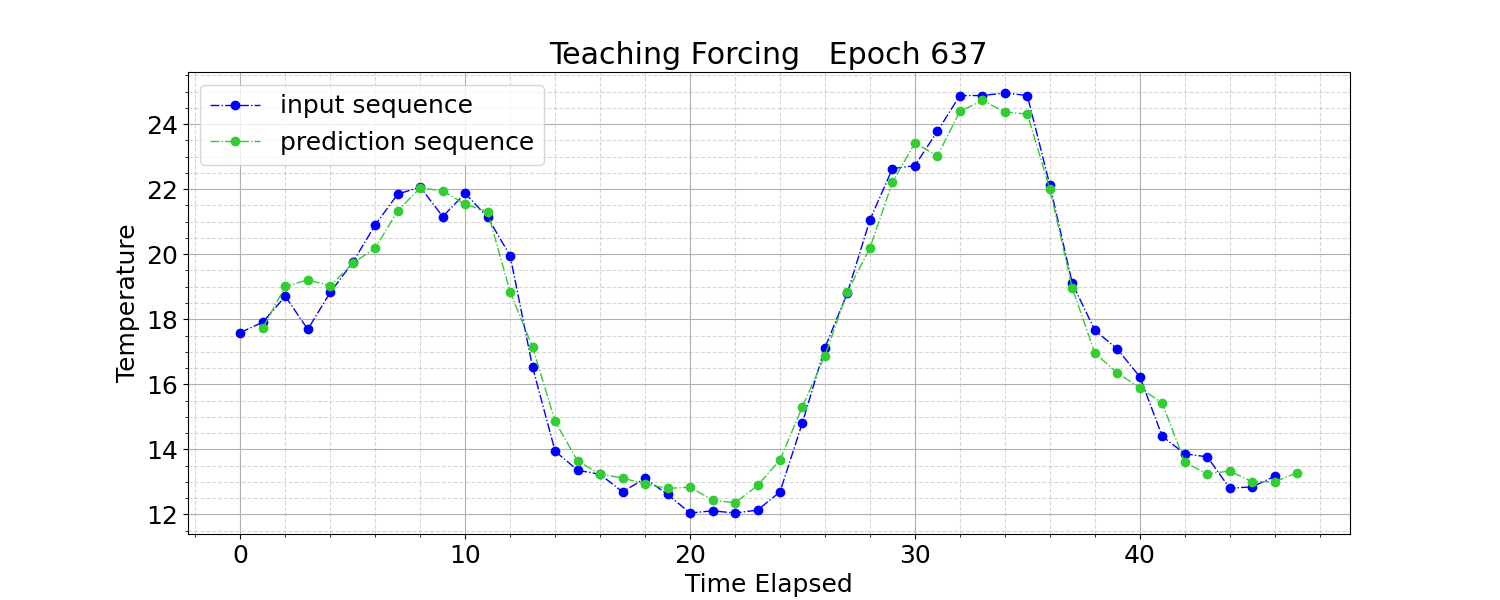 Teaching Forcing   Epoch 637
input sequence
prediction sequence
Temperature
24
22
20
18
16
14
12
0 10 20 30 40
Time Elapsed